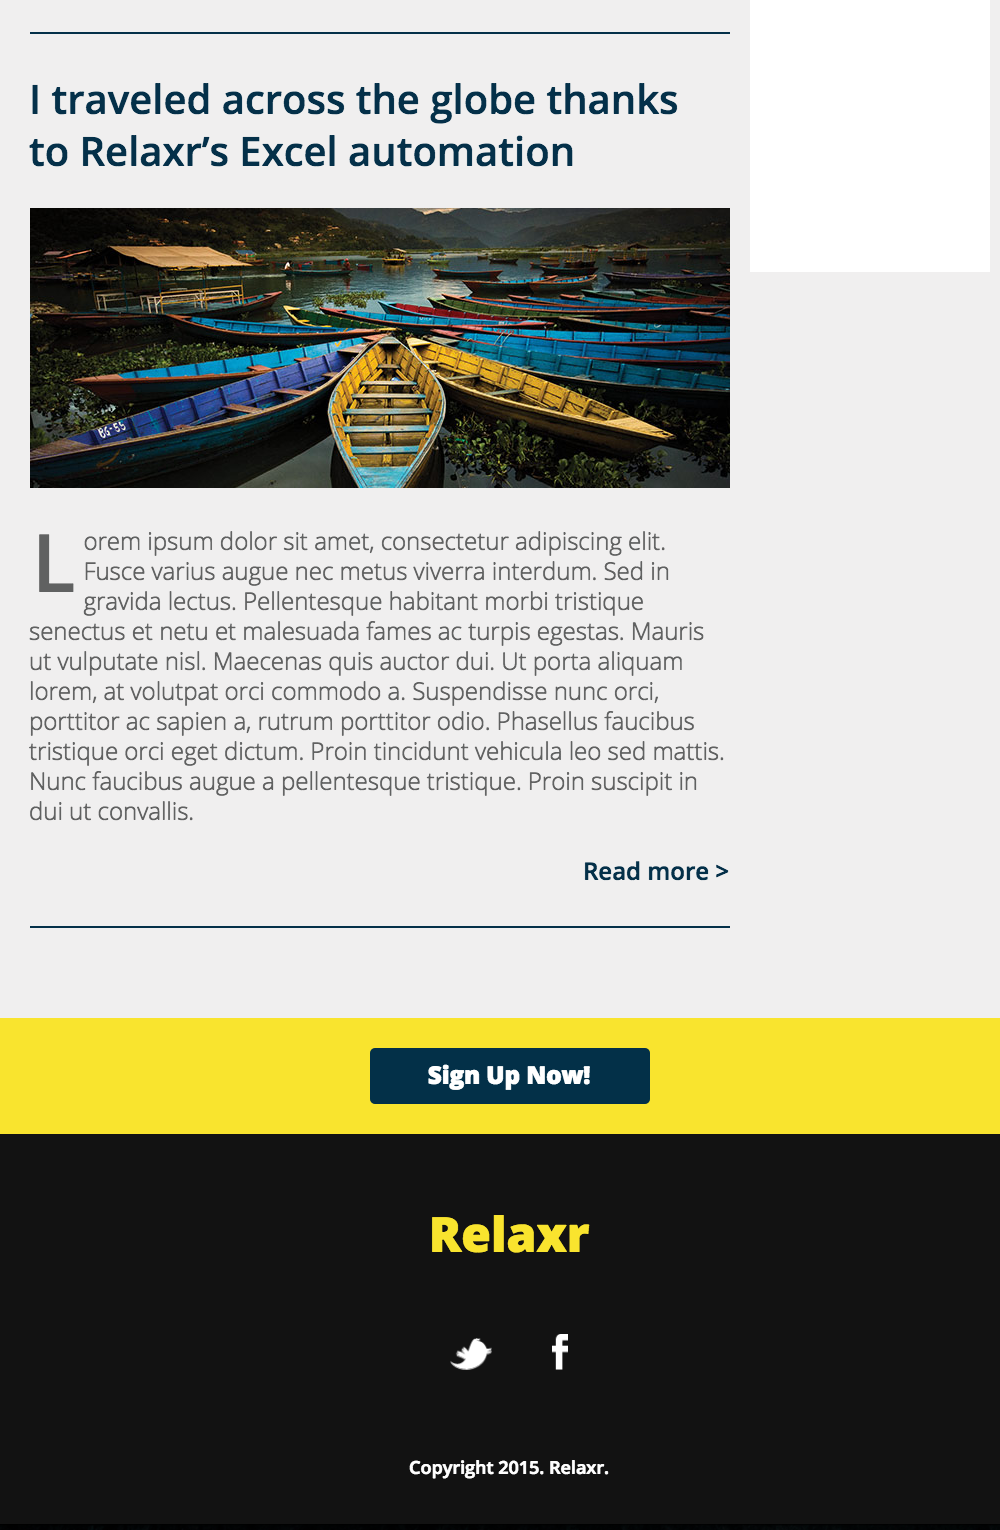 I traveled across the globe thanks
to Relaxr’s Excel automation
BG-55
Lorem ipsum dolor sit amet, consectetur adipiscing elit.
Fusce varius augue nec metus viverra interdum. Sed in
gravida lectus. Pellentesque habitant morbi tristique
senectus et netu et malesuada fames ac turpis egestas. Mauris
ut vulputate nisl. Maecenas quis auctor dui. Ut porta aliquam
lorem, at volutpat orci commodo a. Suspendisse nunc orci,
porttitor ac sapien a, rutrum porttitor odio. Phasellus faucibus
tristique orci eget dictum. Proin tincidunt vehicula leo sed mattis.
Nunc faucibus augue a pellentesque tristique. Proin suscipit in
dui ut convallis.
Read more >
Sign Up Now!
Relaxr
Copyright 2015. Relaxr.